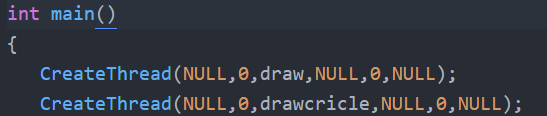 int main()
{
CreateThread(NULL,0,draw,NULL,0,NULL);
CreateThread(NULL,0,drawcricle,NULL,0,NULL);